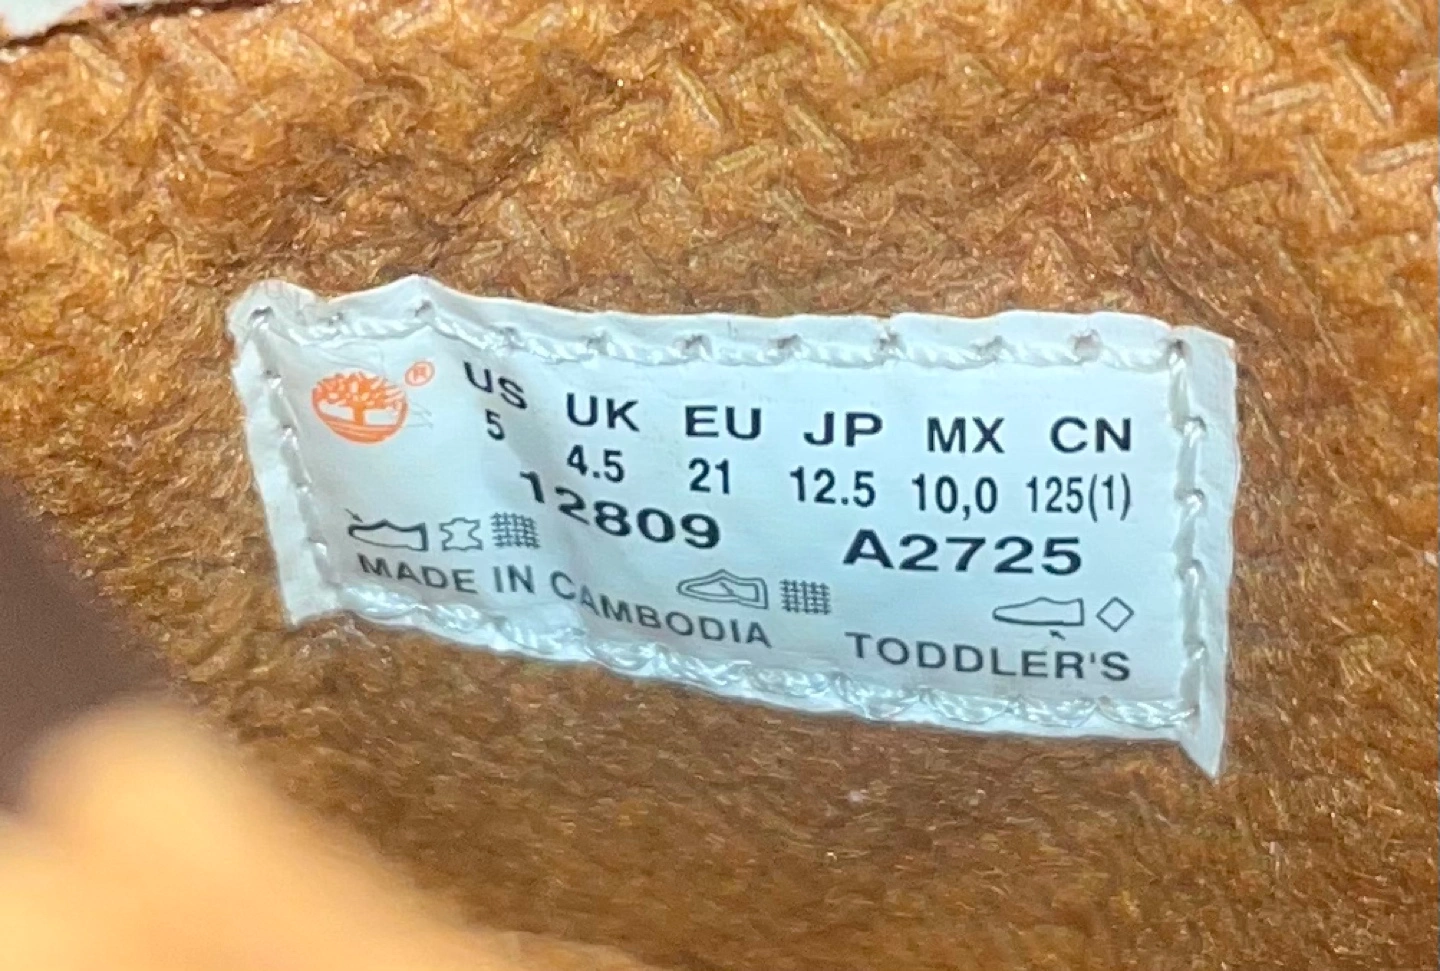 ® US UK EU JP MX CN
5 4.5 21 12.5 10,0 125(1)
12809 A2725
MADE IN CAMBODIA TODDLER'S